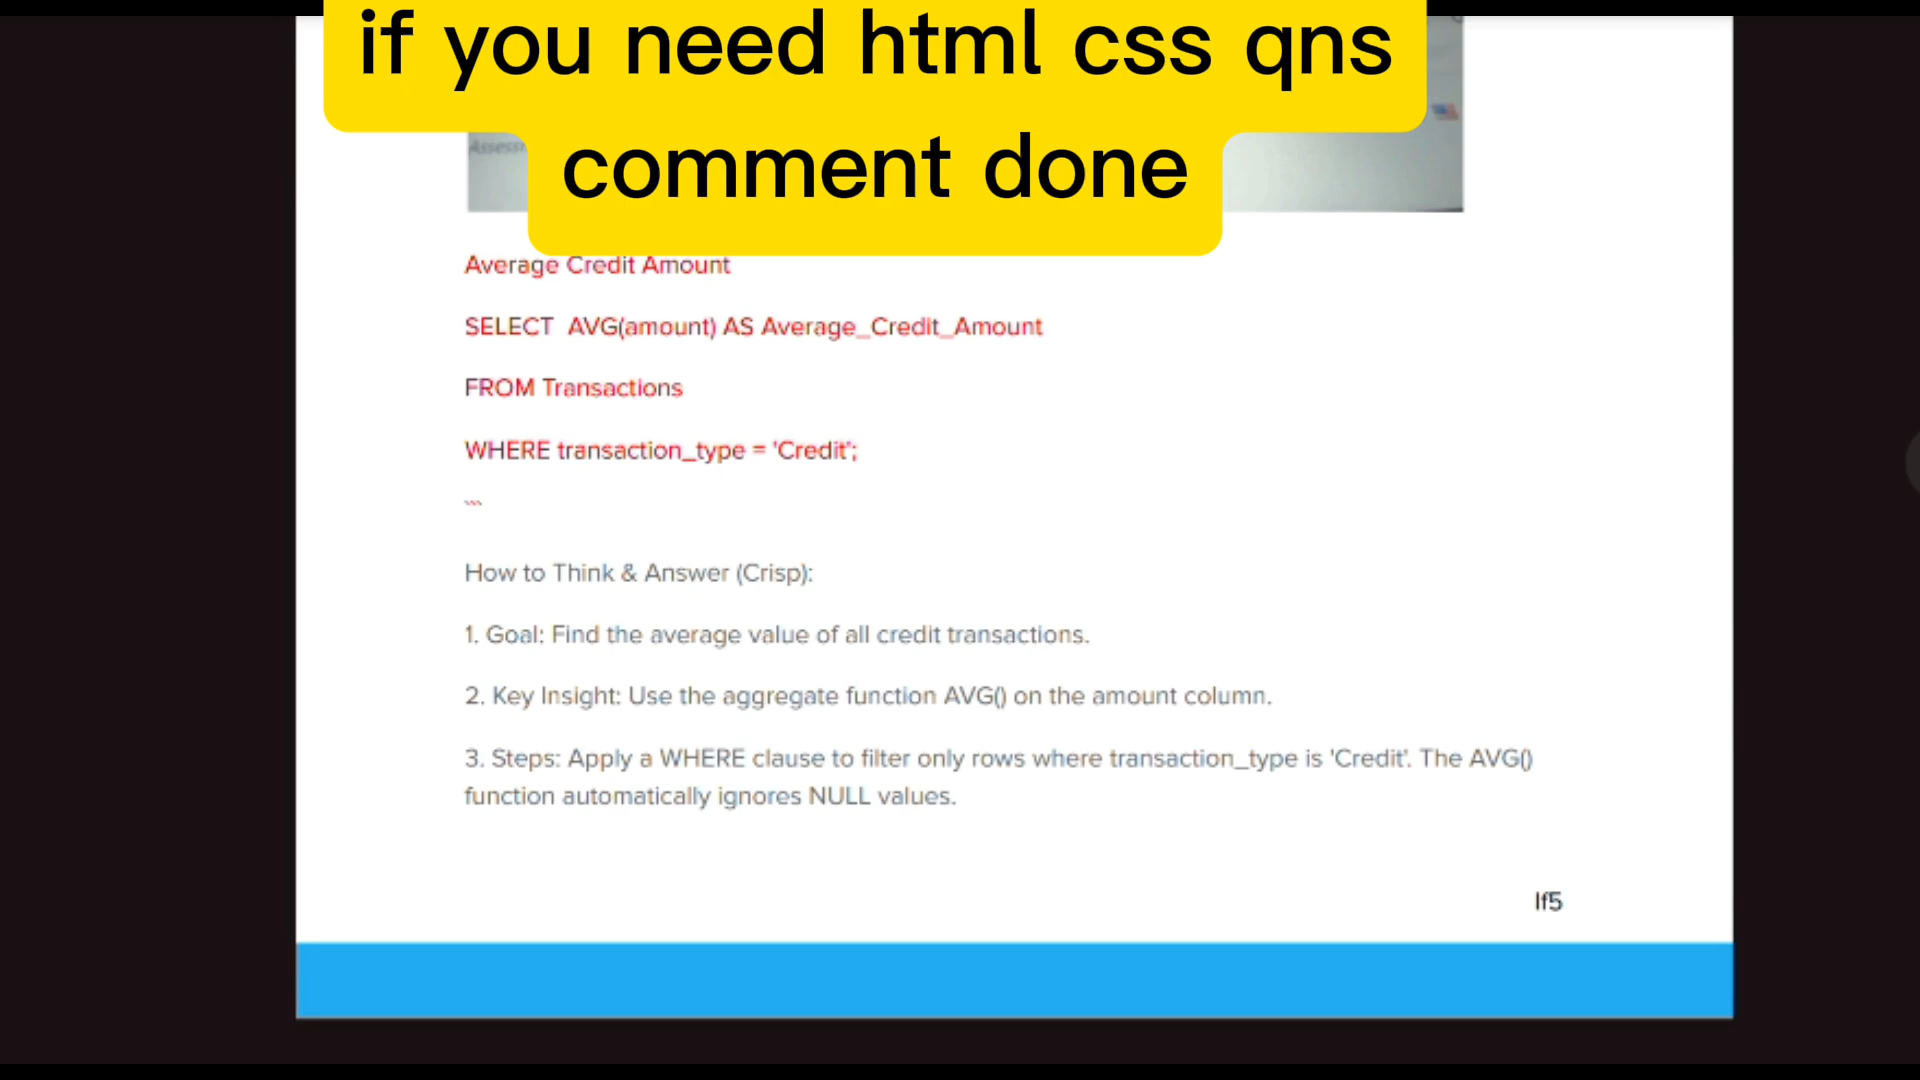 if you need html css qns
comment done
Assess
Average Credit Amount
SELECT AVG(amount) AS Average_Credit_Amount
FROM Transactions
WHERE transaction_type = 'Credit';
```
How to Think & Answer (Crisp):
1. Goal: Find the average value of all credit transactions.
2. Key Insight: Use the aggregate function AVG() on the amount column.
3. Steps: Apply a WHERE clause to filter only rows where transaction_type is 'Credit'. The AVG()
function automatically ignores NULL values.
If5